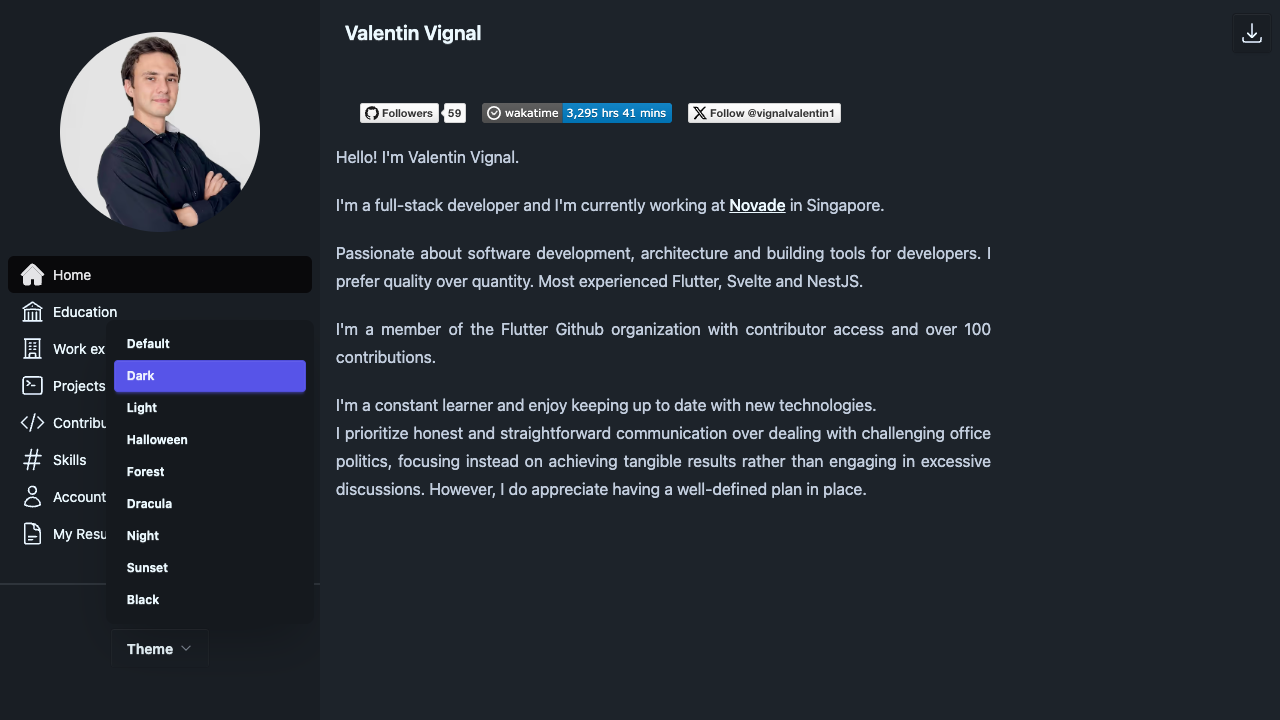 Valentin Vignal
Followers 59
wakatime 3,295 hrs 41 mins
Follow @vignalvalentin1
Hello! I'm Valentin Vignal.
I'm a full-stack developer and I'm currently working at Novade in Singapore.
Passionate about software development, architecture and building tools for developers. I
prefer quality over quantity. Most experienced Flutter, Svelte and NestJS.
I'm a member of the Flutter Github organization with contributor access and over 100
contributions.
I'm a constant learner and enjoy keeping up to date with new technologies.
I prioritize honest and straightforward communication over dealing with challenging office
politics, focusing instead on achieving tangible results rather than engaging in excessive
discussions. However, I do appreciate having a well-defined plan in place.
Home
Education
Work ex
Projects
Contribu
Skills
Account
My Resu
Default
Dark
Light
Halloween
Forest
Dracula
Night
Sunset
Black
Theme